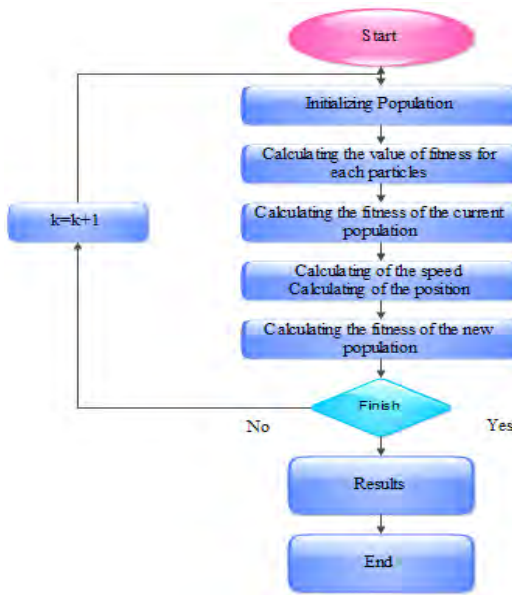 Start
Initializing Population
Calculating the value of fitness for
each particles
k=k+1
Calculating the fitness of the current
population
Calculating of the speed
Calculating of the position
Calculating the fitness of the new
population
Finish
No
Yes
Results
End